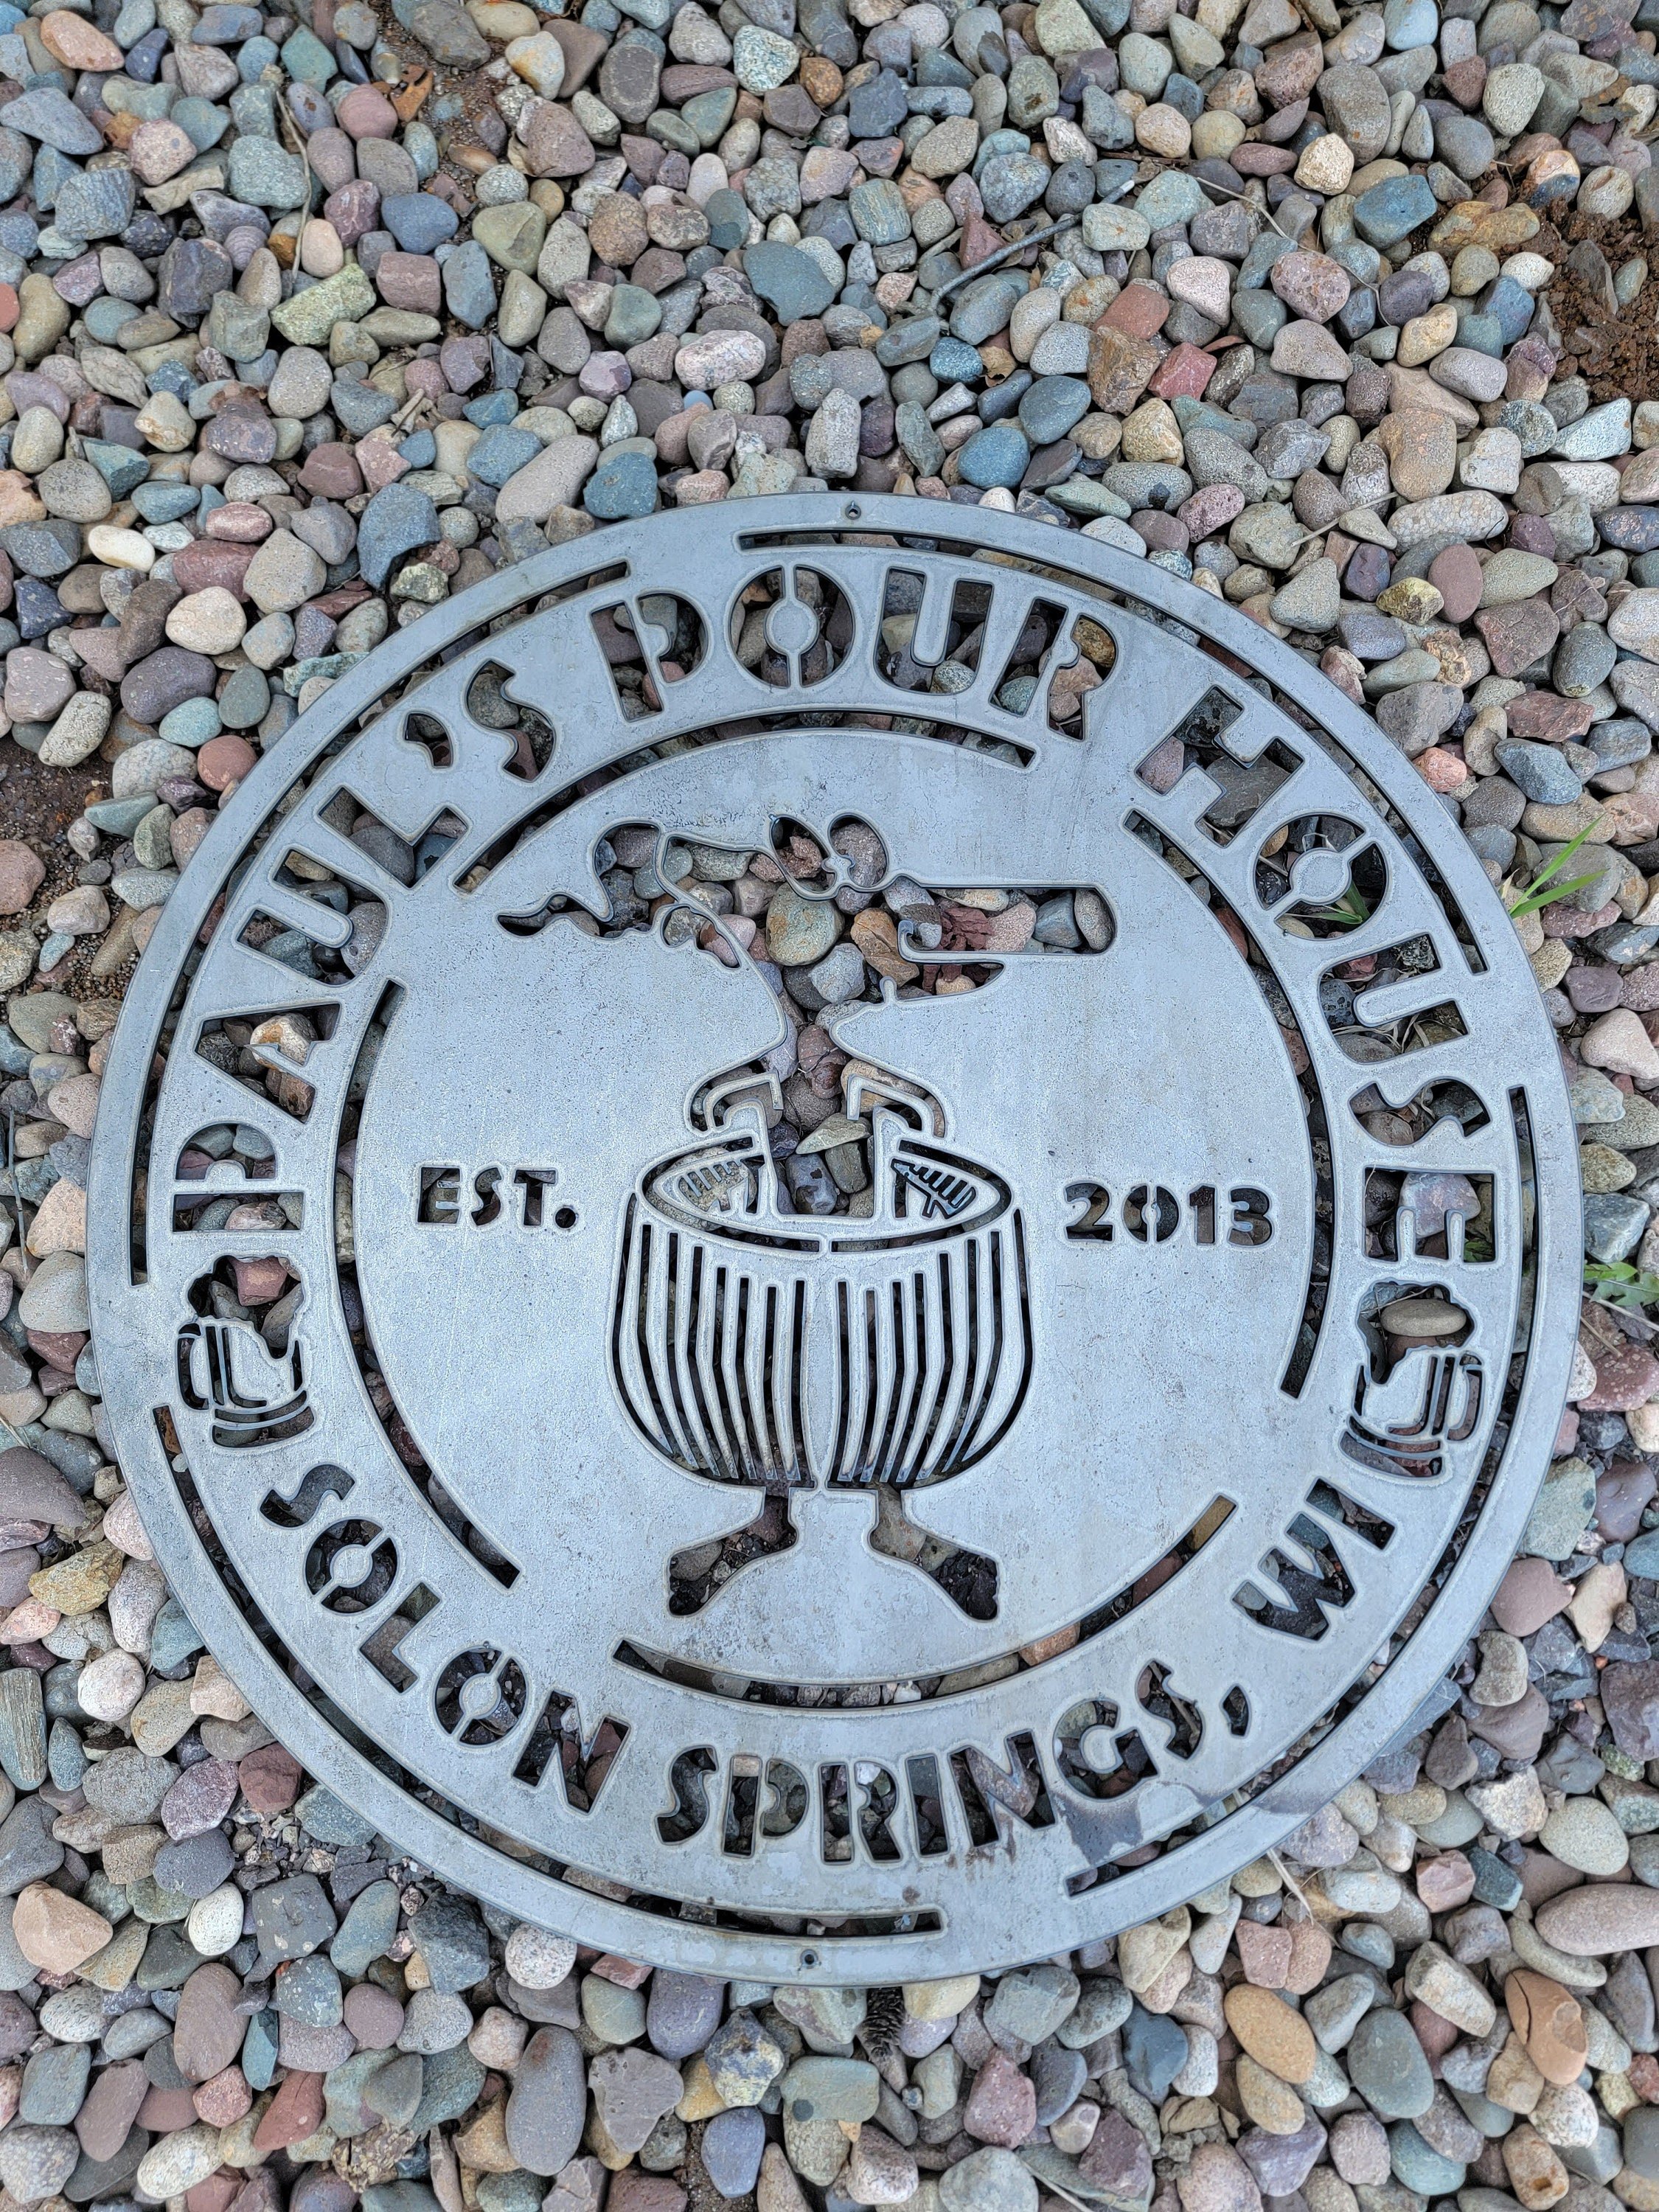 PAUL'S POUR HOUSE
EST. 2013
SOLON SPRINGS, WI